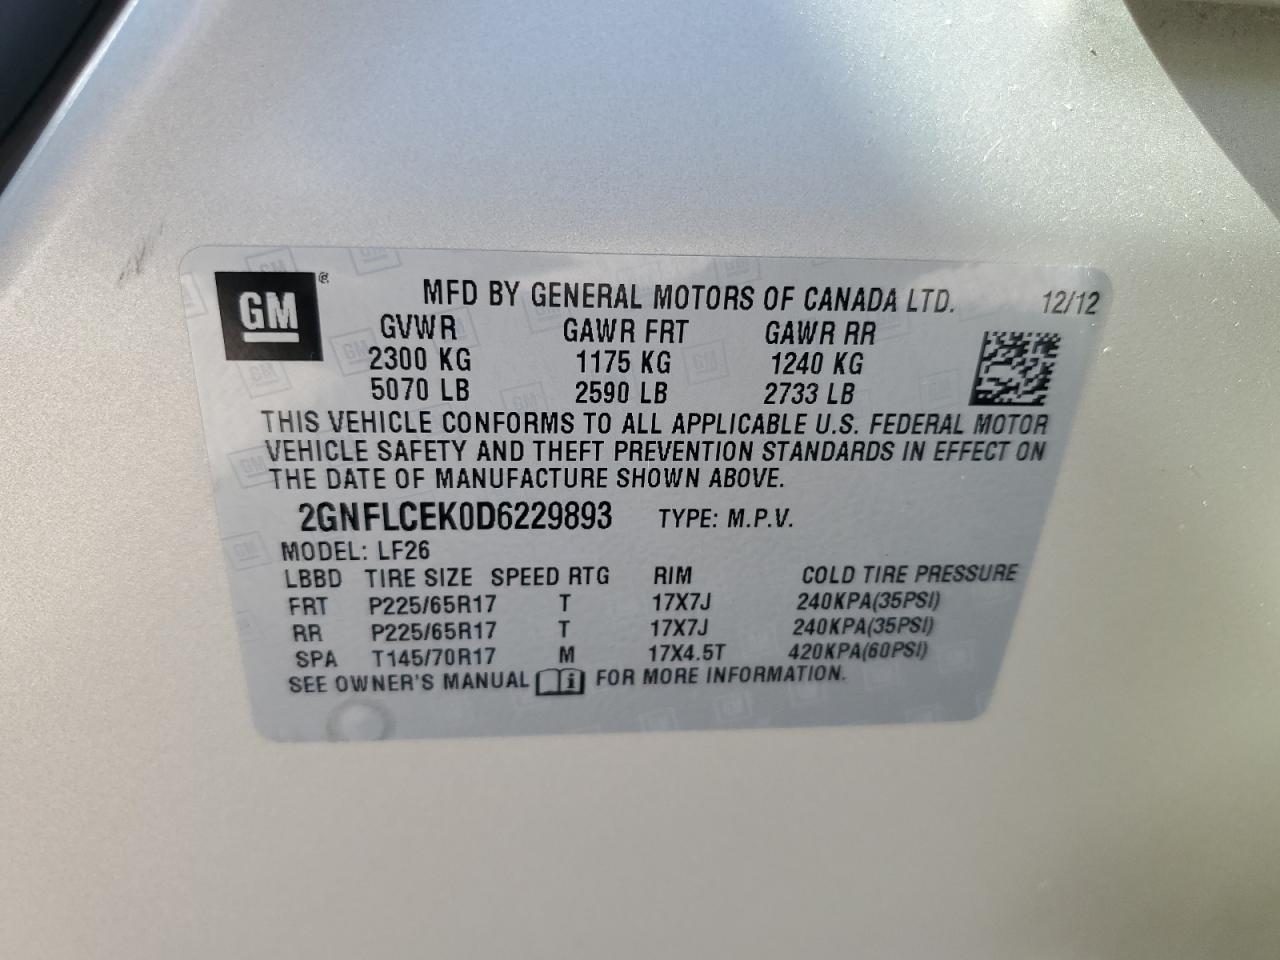 GM ®
MFD BY GENERAL MOTORS OF CANADA LTD. 12/12
GVWR GAWR FRT GAWR RR
2300 KG 1175 KG 1240 KG
5070 LB 2590 LB 2733 LB
THIS VEHICLE CONFORMS TO ALL APPLICABLE U.S. FEDERAL MOTOR
VEHICLE SAFETY AND THEFT PREVENTION STANDARDS IN EFFECT ON
THE DATE OF MANUFACTURE SHOWN ABOVE.
2GNFLCEK0D6229893 TYPE: M.P.V.
MODEL: LF26
LBBD TIRE SIZE SPEED RTG RIM COLD TIRE PRESSURE
FRT P225/65R17 T 17X7J 240KPA(35PSI)
RR P225/65R17 T 17X7J 240KPA(35PSI)
SPA T145/70R17 M 17X4.5T 420KPA(60PSI)
SEE OWNER'S MANUAL i FOR MORE INFORMATION.